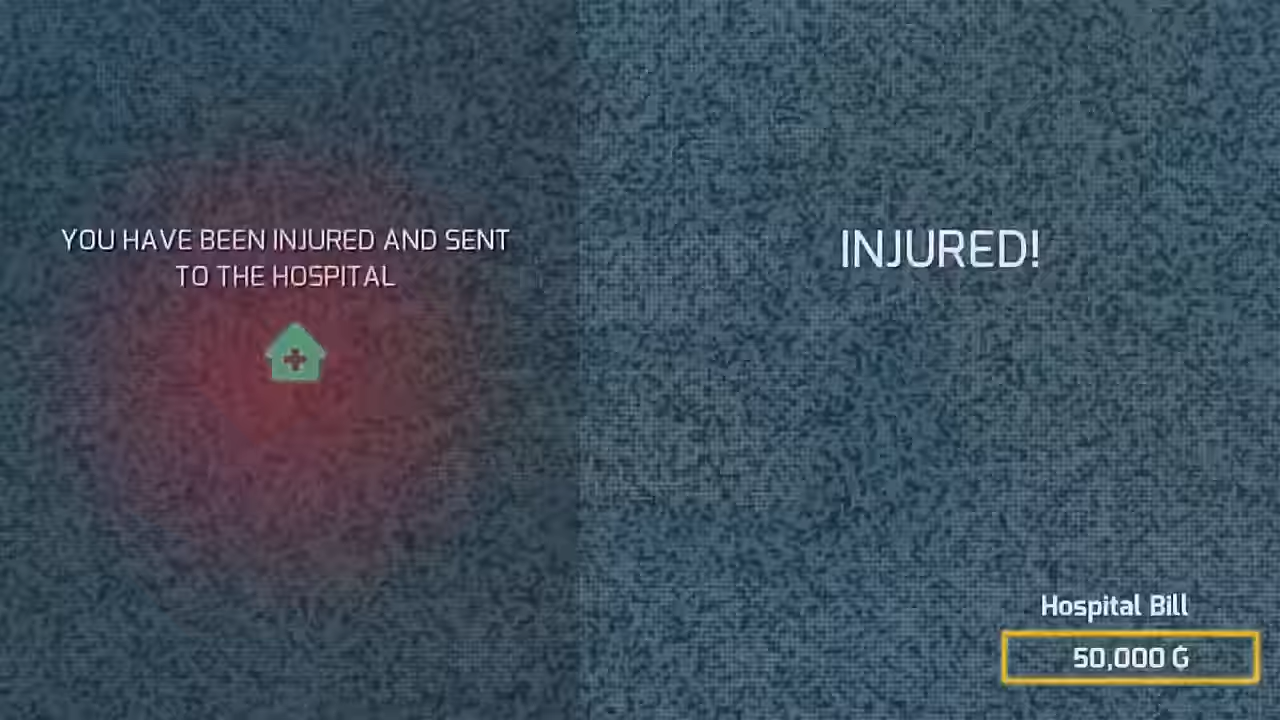 YOU HAVE BEEN INJURED AND SENT
TO THE HOSPITAL
INJURED!
Hospital Bill
50,000 G